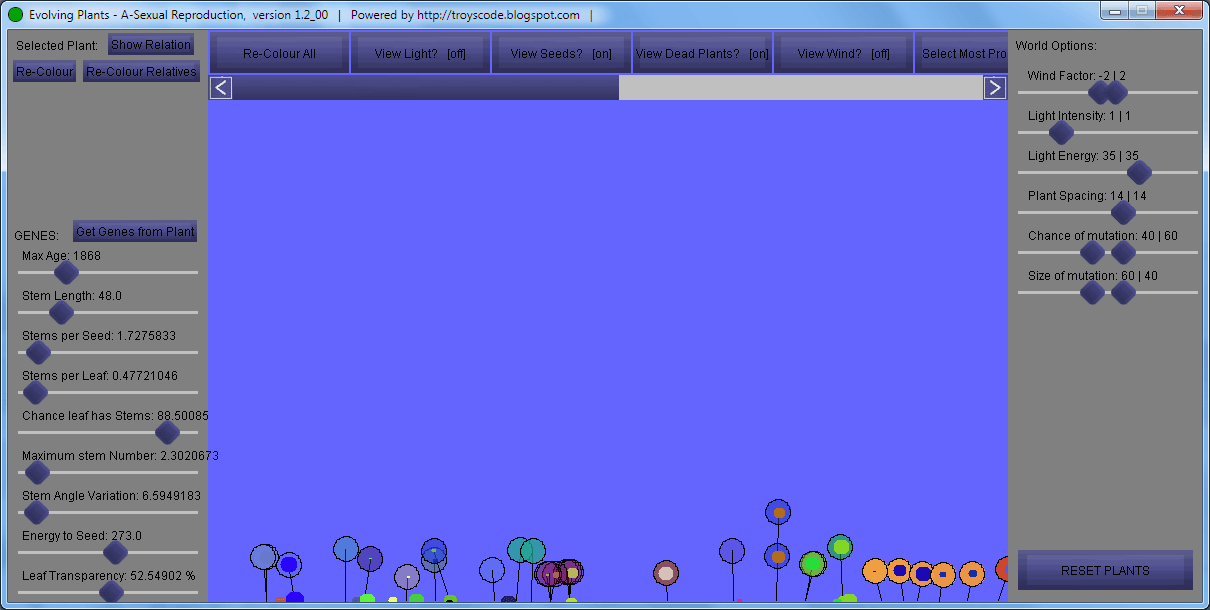 Evolving Plants - A-Sexual Reproduction, version 1.2_00 | Powered by http://troyscode.blogspot.com |
Selected Plant: Show Relation
Re-Colour Re-Colour Relatives
Re-Colour All View Light? [off] View Seeds? [on] View Dead Plants? [on] View Wind? [off] Select Most Pro
< >
GENES: Get Genes from Plant
Max Age: 1868
Stem Length: 48.0
Stems per Seed: 1.7275833
Stems per Leaf: 0.47721046
Chance leaf has Stems: 88.50085
Maximum stem Number: 2.3020673
Stem Angle Variation: 6.5949183
Energy to Seed: 273.0
Leaf Transparency: 52.54902 %
World Options:
Wind Factor: -2 | 2
Light Intensity: 1 | 1
Light Energy: 35 | 35
Plant Spacing: 14 | 14
Chance of mutation: 40 | 60
Size of mutation: 60 | 40
RESET PLANTS